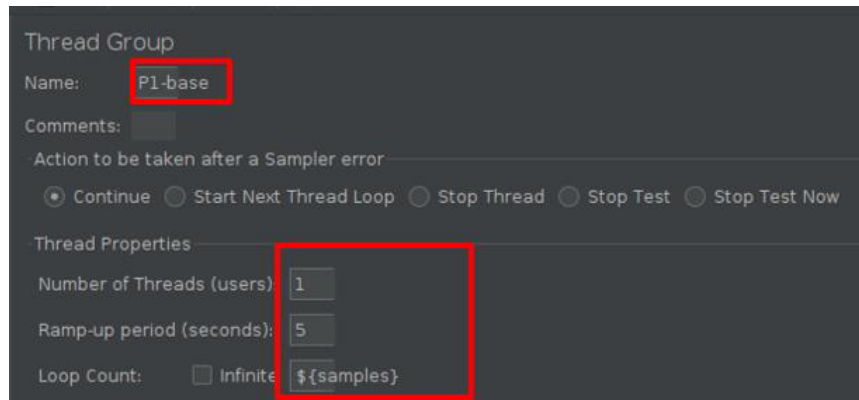 Thread Group
Name: P1-base
Comments:
Action to be taken after a Sampler error
Continue Start Next Thread Loop Stop Thread Stop Test Stop Test Now
Thread Properties
Number of Threads (users): 1
Ramp-up period (seconds): 5
Loop Count: Infinite ${samples}